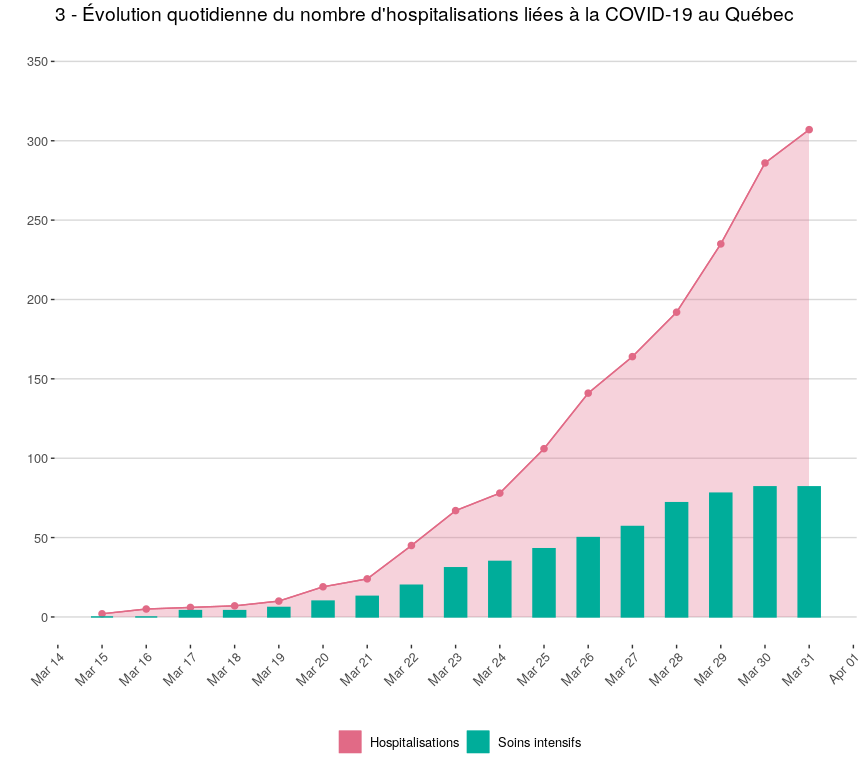 3 - Évolution quotidienne du nombre d'hospitalisations liées à la COVID-19 au Québec
350
300
250
200
150
100
50
0
Mar 14
Mar 15
Mar 16
Mar 17
Mar 18
Mar 19
Mar 20
Mar 21
Mar 22
Mar 23
Mar 24
Mar 25
Mar 26
Mar 27
Mar 28
Mar 29
Mar 30
Mar 31
Apr 01
Hospitalisations
Soins intensifs